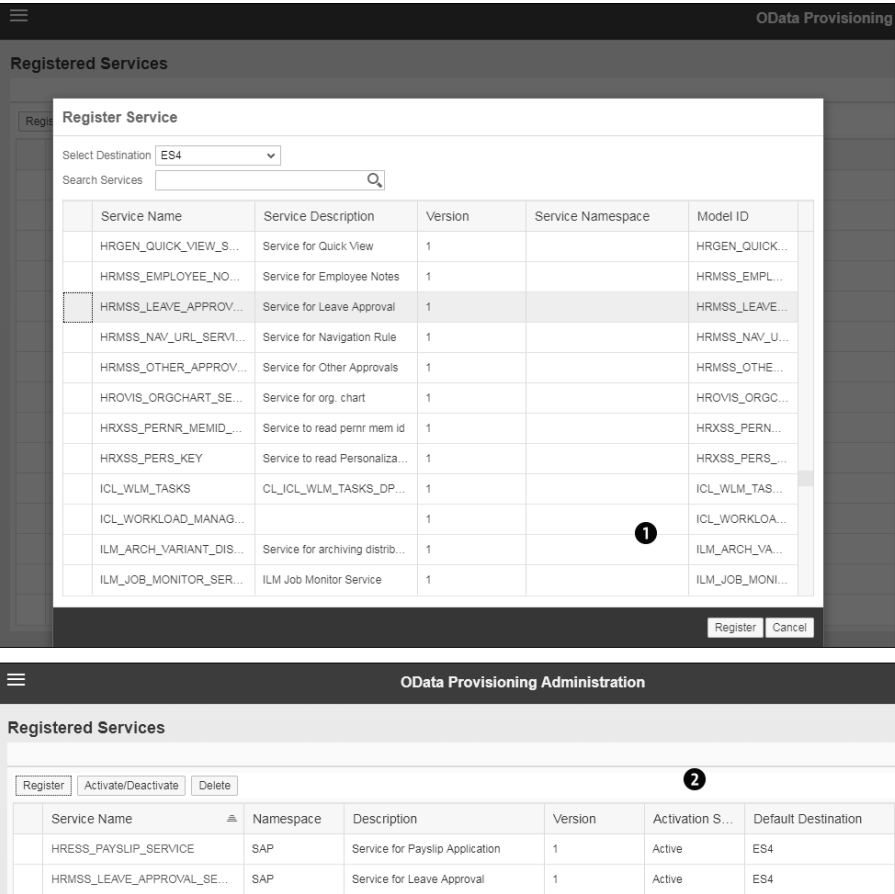 OData Provisioning
Registered Services
Regis
Register Service
Select Destination ES4
Search Services
Service Name Service Description Version Service Namespace Model ID
HRGEN_QUICK_VIEW_S... Service for Quick View 1 HRGEN_QUICK...
HRMSS_EMPLOYEE_NO... Service for Employee Notes 1 HRMSS_EMPL...
HRMSS_LEAVE_APPROV... Service for Leave Approval 1 HRMSS_LEAVE...
HRMSS_NAV_URL_SERVI... Service for Navigation Rule 1 HRMSS_NAV_U...
HRMSS_OTHER_APPROV... Service for Other Approvals 1 HRMSS_OTHE...
HROVIS_ORGCHART_SE... Service for org. chart 1 HROVIS_ORGC...
HRXSS_PERNR_MEMID_... Service to read pernr mem id 1 HRXSS_PERN...
HRXSS_PERS_KEY Service to read Personaliza... 1 HRXSS_PERS_...
ICL_WLM_TASKS CL_ICL_WLM_TASKS_DP... 1 ICL_WLM_TAS...
ICL_WORKLOAD_MANAG... 1 ICL_WORKLOA...
1
ILM_ARCH_VARIANT_DIS... Service for archiving distrib... 1 ILM_ARCH_VA...
ILM_JOB_MONITOR_SER... ILM Job Monitor Service 1 ILM_JOB_MONI...
Register Cancel
OData Provisioning Administration
Registered Services
2
Register Activate/Deactivate Delete
Service Name Namespace Description Version Activation S... Default Destination
HRESS_PAYSLIP_SERVICE SAP Service for Payslip Application 1 Active ES4
HRMSS_LEAVE_APPROVAL_SE... SAP Service for Leave Approval 1 Active ES4